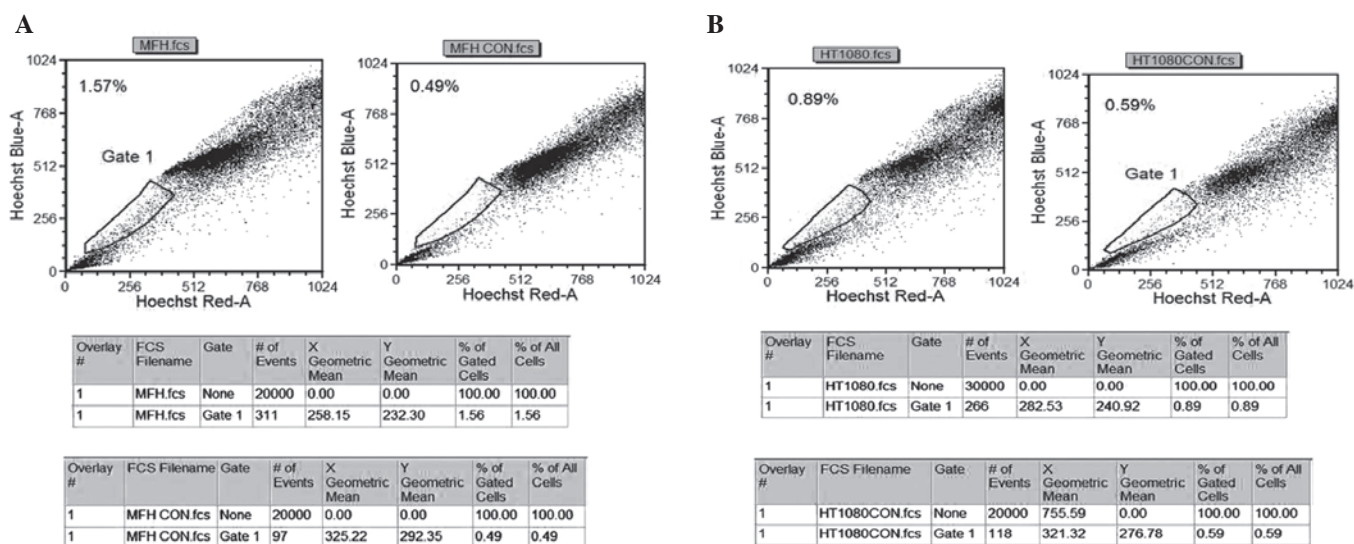 A
MFH.fcs
1.57%
Gate 1
Hoechst Blue-A
1024
768
512
256
0
0 256 512 768 1024
Hoechst Red-A
MFH CON.fcs
0.49%
Hoechst Blue-A
1024
768
512
256
0
0 256 512 768 1024
Hoechst Red-A
Overlay # FCS Filename Gate # of Events X Geometric Mean Y Geometric Mean % of Gated Cells % of All Cells
1 MFH.fcs None 20000 0.00 0.00 100.00 100.00
1 MFH.fcs Gate 1 311 258.15 232.30 1.56 1.56
Overlay # FCS Filename Gate # of Events X Geometric Mean Y Geometric Mean % of Gated Cells % of All Cells
1 MFH CON.fcs None 20000 0.00 0.00 100.00 100.00
1 MFH CON.fcs Gate 1 97 325.22 292.35 0.49 0.49
B
HT1080.fcs
0.89%
Hoechst Blue-A
1024
768
512
256
0
0 256 512 768 1024
Hoechst Red-A
HT1080CON.fcs
0.59%
Gate 1
Hoechst Blue-A
1024
768
512
256
0
0 256 512 768 1024
Hoechst Red-A
Overlay # FCS Filename Gate # of Events X Geometric Mean Y Geometric Mean % of Gated Cells % of All Cells
1 HT1080.fcs None 30000 0.00 0.00 100.00 100.00
1 HT1080.fcs Gate 1 266 282.53 240.92 0.89 0.89
Overlay # FCS Filename Gate # of Events X Geometric Mean Y Geometric Mean % of Gated Cells % of All Cells
1 HT1080CON.fcs None 20000 755.59 0.00 100.00 100.00
1 HT1080CON.fcs Gate 1 118 321.32 276.78 0.59 0.59